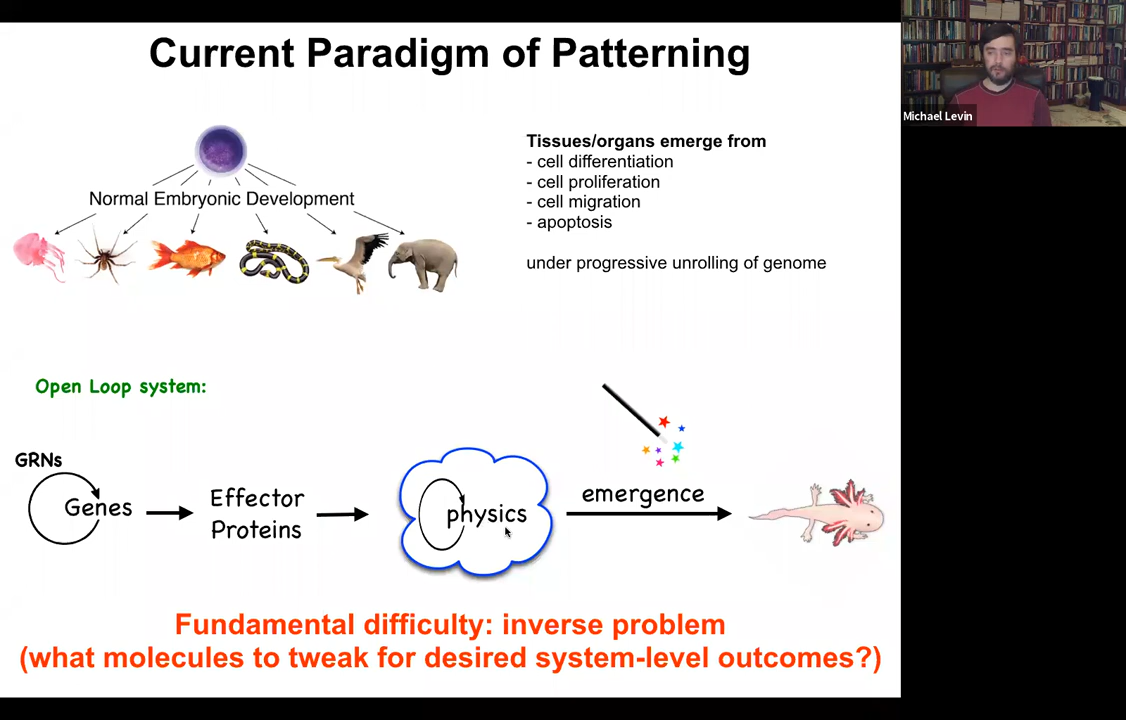 Current Paradigm of Patterning
Michael Levin
Tissues/organs emerge from
- cell differentiation
- cell proliferation
- cell migration
- apoptosis
under progressive unrolling of genome
Normal Embryonic Development
Open Loop system:
GRNs
Genes
Effector
Proteins
physics
emergence
Fundamental difficulty: inverse problem
(what molecules to tweak for desired system-level outcomes?)